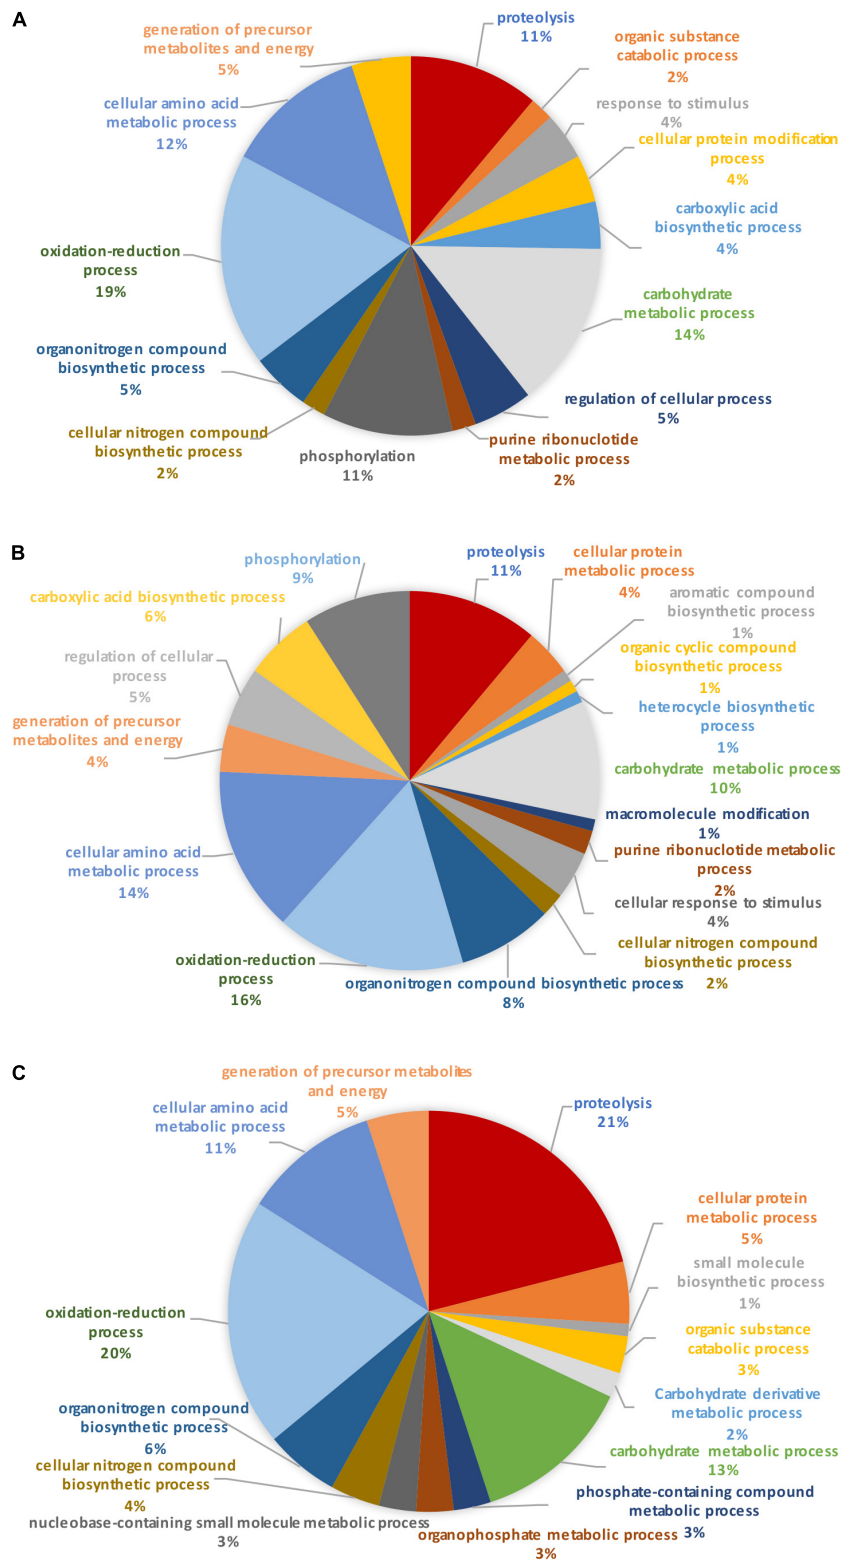 A
generation of precursor
metabolites and energy
5%
proteolysis
11%
organic substance
catabolic process
2%
response to stimulus
4%
cellular protein modification
process
4%
cellular amino acid
metabolic process
12%
carboxylic acid
biosynthetic process
4%
oxidation-reduction
process
19%
carbohydrate
metabolic process
14%
organonitrogen compound
biosynthetic process
5%
regulation of cellular process
5%
cellular nitrogen compound
biosynthetic process
2%
phosphorylation
11%
purine ribonuclotide
metabolic process
2%
B
phosphorylation
9%
proteolysis
11%
cellular protein
metabolic process
4%
aromatic compound
biosynthetic process
1%
carboxylic acid biosynthetic process
6%
organic cyclic compound
biosynthetic process
1%
regulation of cellular
process
5%
heterocycle biosynthetic
process
1%
generation of precursor
metabolites and energy
4%
carbohydrate metabolic process
10%
macromolecule modification
1%
purine ribonuclotide metabolic
process
2%
cellular amino acid
metabolic process
14%
cellular response to stimulus
4%
cellular nitrogen compound
biosynthetic process
2%
oxidation-reduction
process
16%
organonitrogen compound biosynthetic process
8%
C
generation of precursor metabolites
and energy
5%
proteolysis
21%
cellular amino acid
metabolic process
11%
cellular protein
metabolic process
5%
small molecule
biosynthetic process
1%
oxidation-reduction
process
20%
organic substance
catabolic process
3%
Carbohydrate derivative
metabolic process
2%
organonitrogen compound
biosynthetic process
6%
carbohydrate metabolic process
13%
cellular nitrogen compound
biosynthetic process
4%
phosphate-containing compound
metabolic process
3%
nucleobase-containing small molecule metabolic process
3%
organophosphate metabolic process
3%